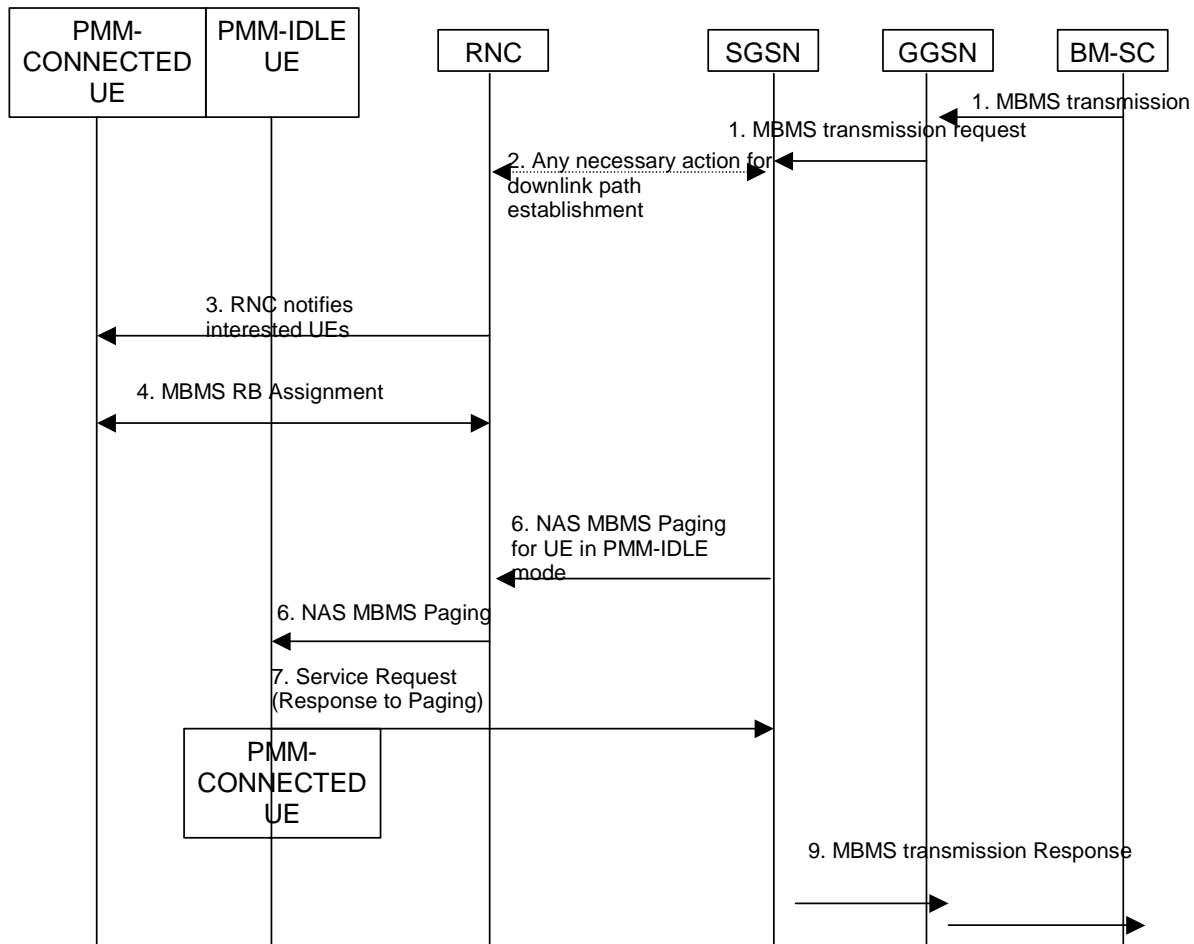 PMM-
CONNECTED
UE
PMM-IDLE
UE
RNC
SGSN
GGSN
BM-SC
1. MBMS transmission
1. MBMS transmission request
2. Any necessary action for
downlink path
establishment
3. RNC notifies
interested UEs
4. MBMS RB Assignment
6. NAS MBMS Paging
for UE in PMM-IDLE
mode
6. NAS MBMS Paging
7. Service Request
(Response to Paging)
PMM-
CONNECTED
UE
9. MBMS transmission Response